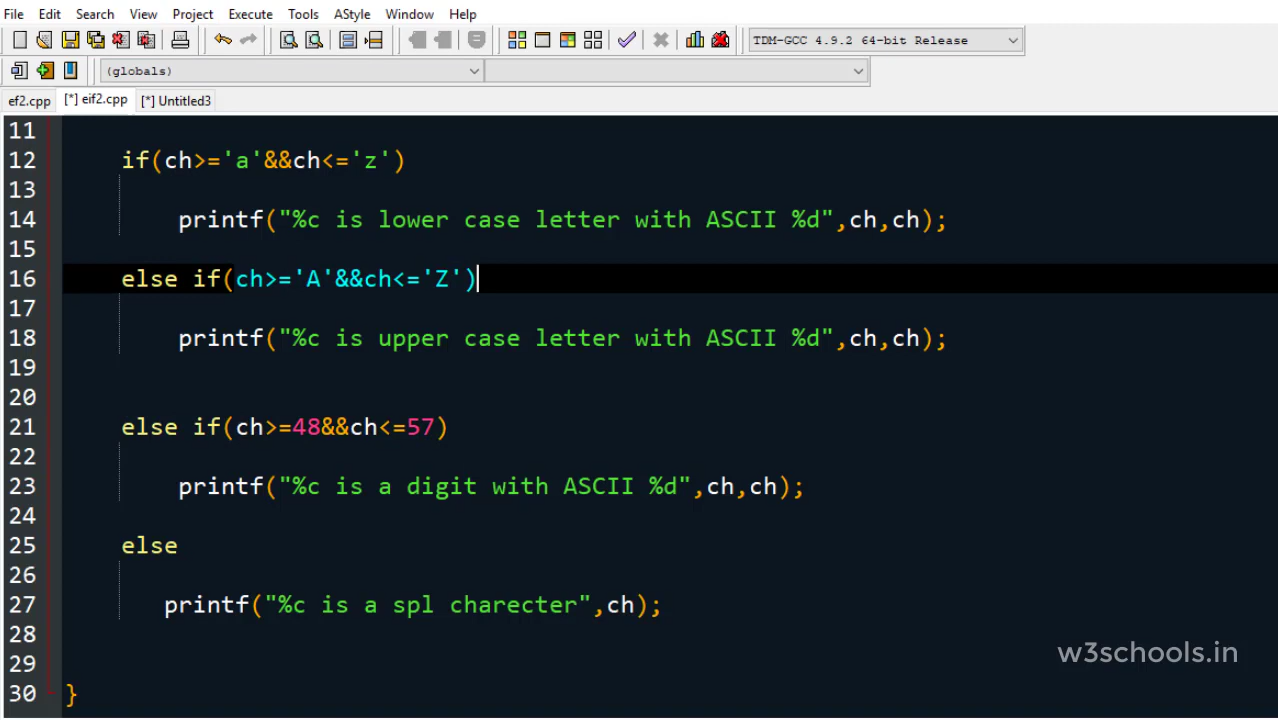 File Edit Search View Project Execute Tools AStyle Window Help
TDM-GCC 4.9.2 64-bit Release
(globals)
ef2.cpp [*] eif2.cpp [*] Untitled3
11
12 if(ch>='a'&&ch<='z')
13
14 printf("%c is lower case letter with ASCII %d",ch,ch);
15
16 else if(ch>='A'&&ch<='Z')
17
18 printf("%c is upper case letter with ASCII %d",ch,ch);
19
20
21 else if(ch>=48&&ch<=57)
22
23 printf("%c is a digit with ASCII %d",ch,ch);
24
25 else
26
27 printf("%c is a spl charecter",ch);
28
29
30 }
w3schools.in